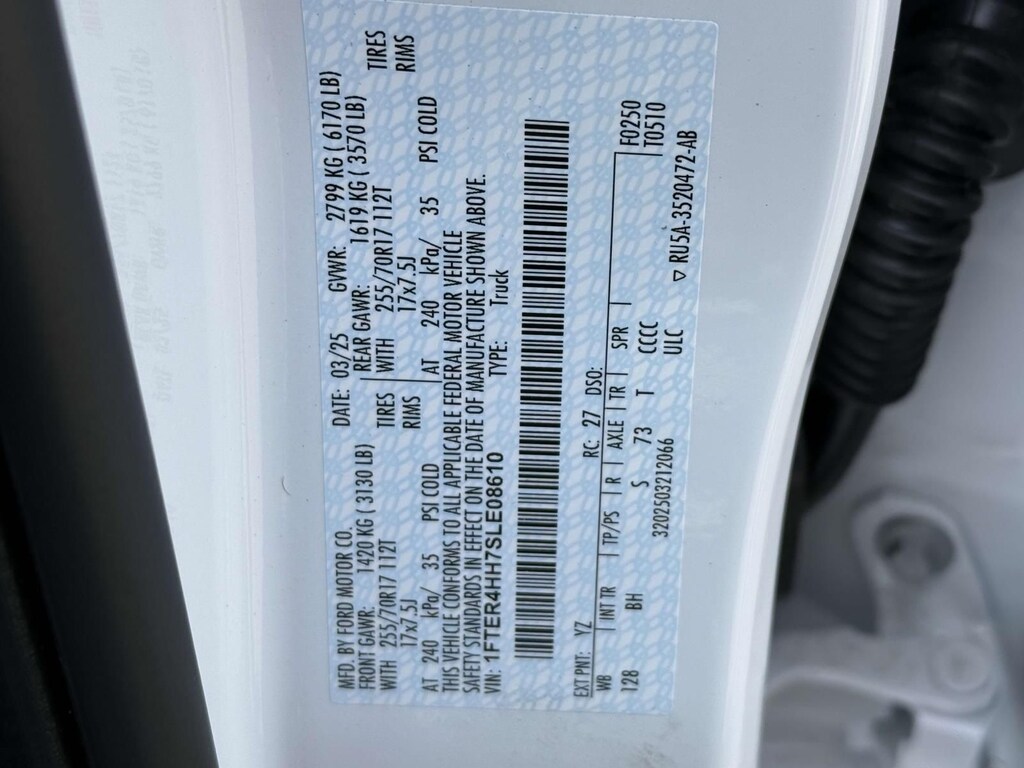 MFD. BY FORD MOTOR CO. DATE: 03/25 GVWR: 2799 KG ( 6170 LB)
FRONT GAWR: 1420 KG ( 3130 LB) REAR GAWR: 1619 KG ( 3570 LB)
WITH 255/70R17 112T TIRES WITH 255/70R17 112T TIRES
17x7.5J RIMS 17x7.5J RIMS
AT 240 kPa/ 35 PSI COLD AT 240 kPa/ 35 PSI COLD
THIS VEHICLE CONFORMS TO ALL APPLICABLE FEDERAL MOTOR VEHICLE
SAFETY STANDARDS IN EFFECT ON THE DATE OF MANUFACTURE SHOWN ABOVE.
VIN: 1FTER4HH7SLE08610 TYPE: Truck
EXT PNT: YZ RC: 27 DSO: F0250
WB INT TR TP/PS R AXLE TR SPR T0510
128 BH S 73 T CCCC
3202503212066 ULC
▽ RU5A-3520472-AB